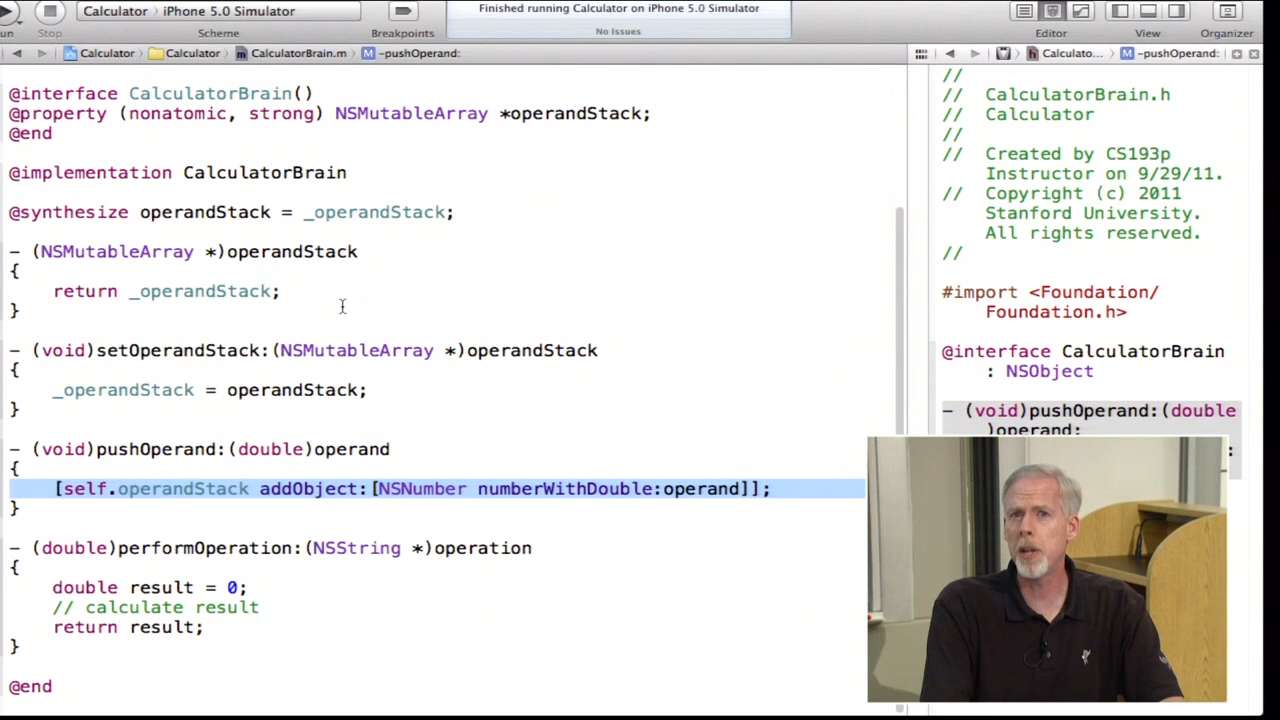 Calculator iPhone 5.0 Simulator
Finished running Calculator on iPhone 5.0 Simulator
No Issues
un Stop Scheme Breakpoints Editor View Organizer
Calculator Calculator CalculatorBrain.m M -pushOperand:
h Calculato... M -pushOperand:
@interface CalculatorBrain()
@property (nonatomic, strong) NSMutableArray *operandStack;
@end
@implementation CalculatorBrain
@synthesize operandStack = _operandStack;
- (NSMutableArray *)operandStack
{
return _operandStack;
}
- (void)setOperandStack:(NSMutableArray *)operandStack
{
_operandStack = operandStack;
}
- (void)pushOperand:(double)operand
{
[self.operandStack addObject:[NSNumber numberWithDouble:operand]];
}
- (double)performOperation:(NSString *)operation
{
double result = 0;
// calculate result
return result;
}
@end
//
// CalculatorBrain.h
// Calculator
//
// Created by CS193p
Instructor on 9/29/11.
// Copyright (c) 2011
Stanford University.
All rights reserved.
//
#import <Foundation/
Foundation.h>
@interface CalculatorBrain
: NSObject
- (void)pushOperand:(double
)operand;